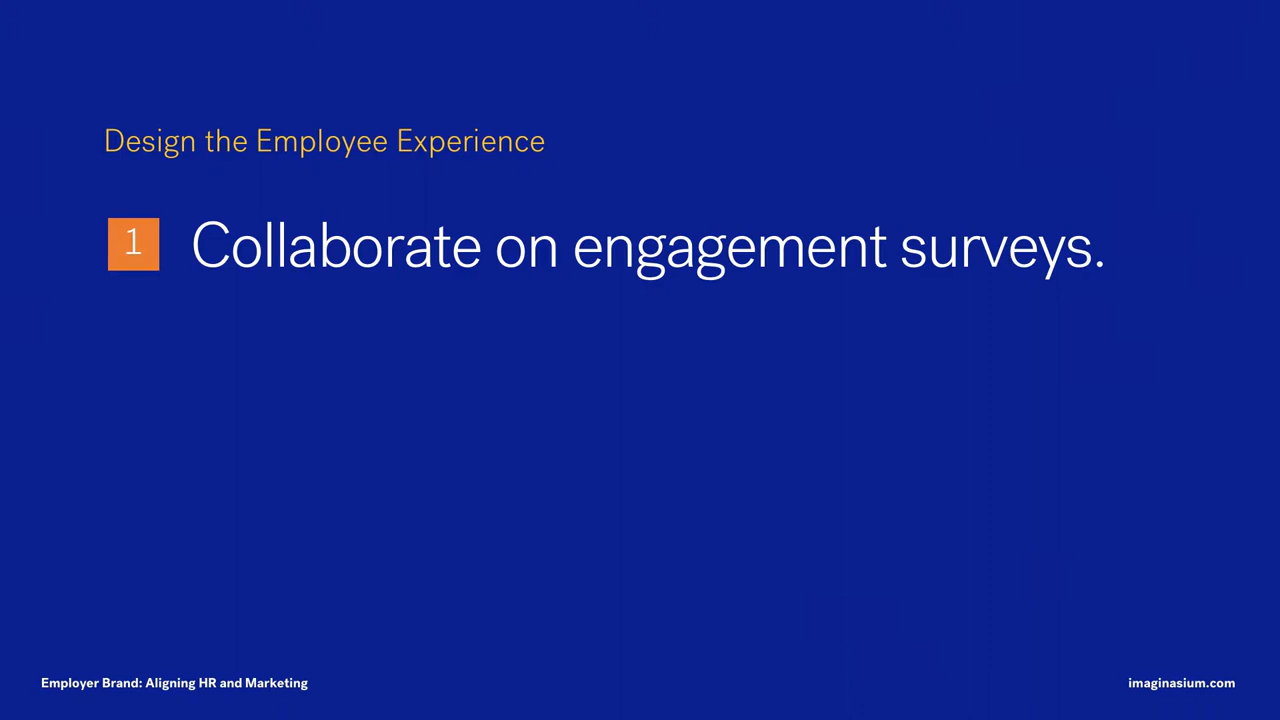 Design the Employee Experience
1 Collaborate on engagement surveys.
Employer Brand: Aligning HR and Marketing
imaginasium.com